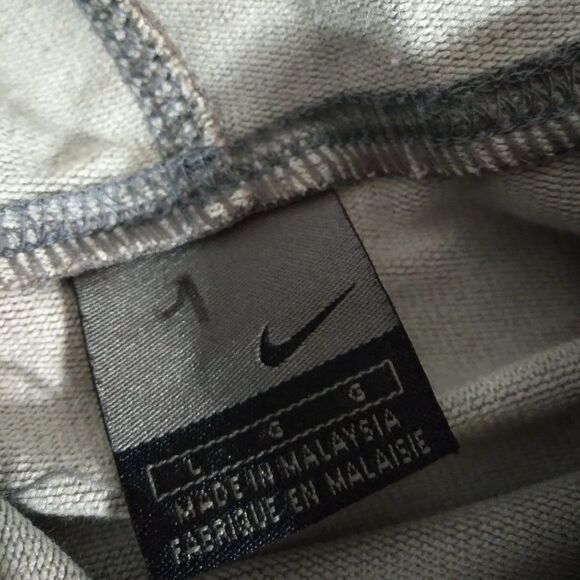 L G G
MADE IN MALAYSIA
FABRIQUE EN MALAISIE